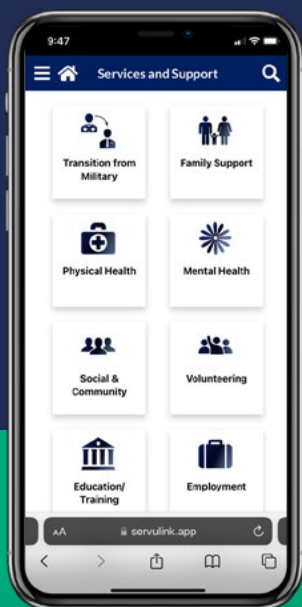 9:47
Services and Support
Transition from
Military
Family Support
Physical Health
Mental Health
Social &
Community
Volunteering
Education/
Training
Employment
AA
servulink.app